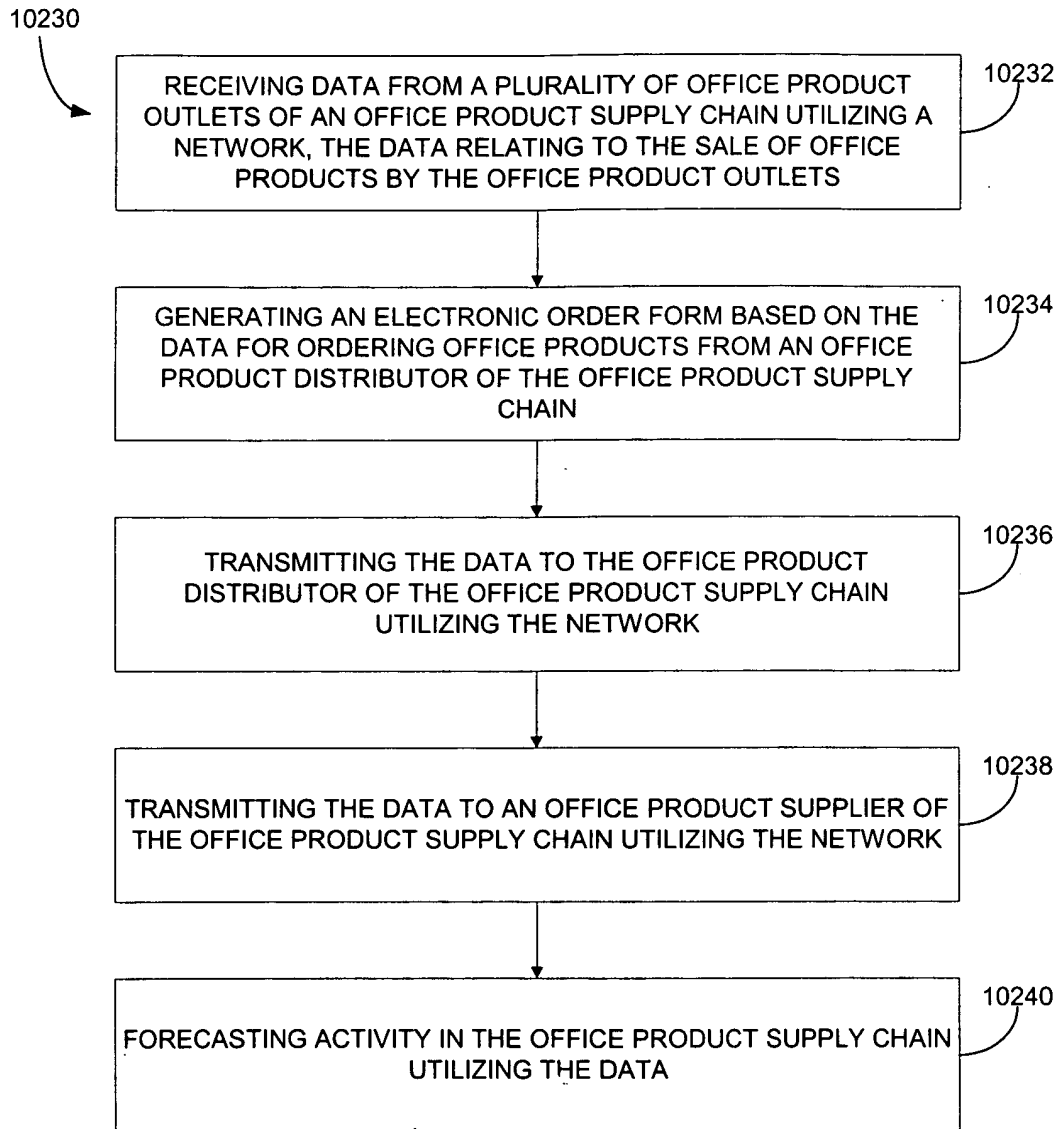 10230
RECEIVING DATA FROM A PLURALITY OF OFFICE PRODUCT
OUTLETS OF AN OFFICE PRODUCT SUPPLY CHAIN UTILIZING A
NETWORK, THE DATA RELATING TO THE SALE OF OFFICE
PRODUCTS BY THE OFFICE PRODUCT OUTLETS
10232
GENERATING AN ELECTRONIC ORDER FORM BASED ON THE
DATA FOR ORDERING OFFICE PRODUCTS FROM AN OFFICE
PRODUCT DISTRIBUTOR OF THE OFFICE PRODUCT SUPPLY
CHAIN
10234
TRANSMITTING THE DATA TO THE OFFICE PRODUCT
DISTRIBUTOR OF THE OFFICE PRODUCT SUPPLY CHAIN
UTILIZING THE NETWORK
10236
TRANSMITTING THE DATA TO AN OFFICE PRODUCT SUPPLIER OF
THE OFFICE PRODUCT SUPPLY CHAIN UTILIZING THE NETWORK
10238
FORECASTING ACTIVITY IN THE OFFICE PRODUCT SUPPLY CHAIN
UTILIZING THE DATA
10240